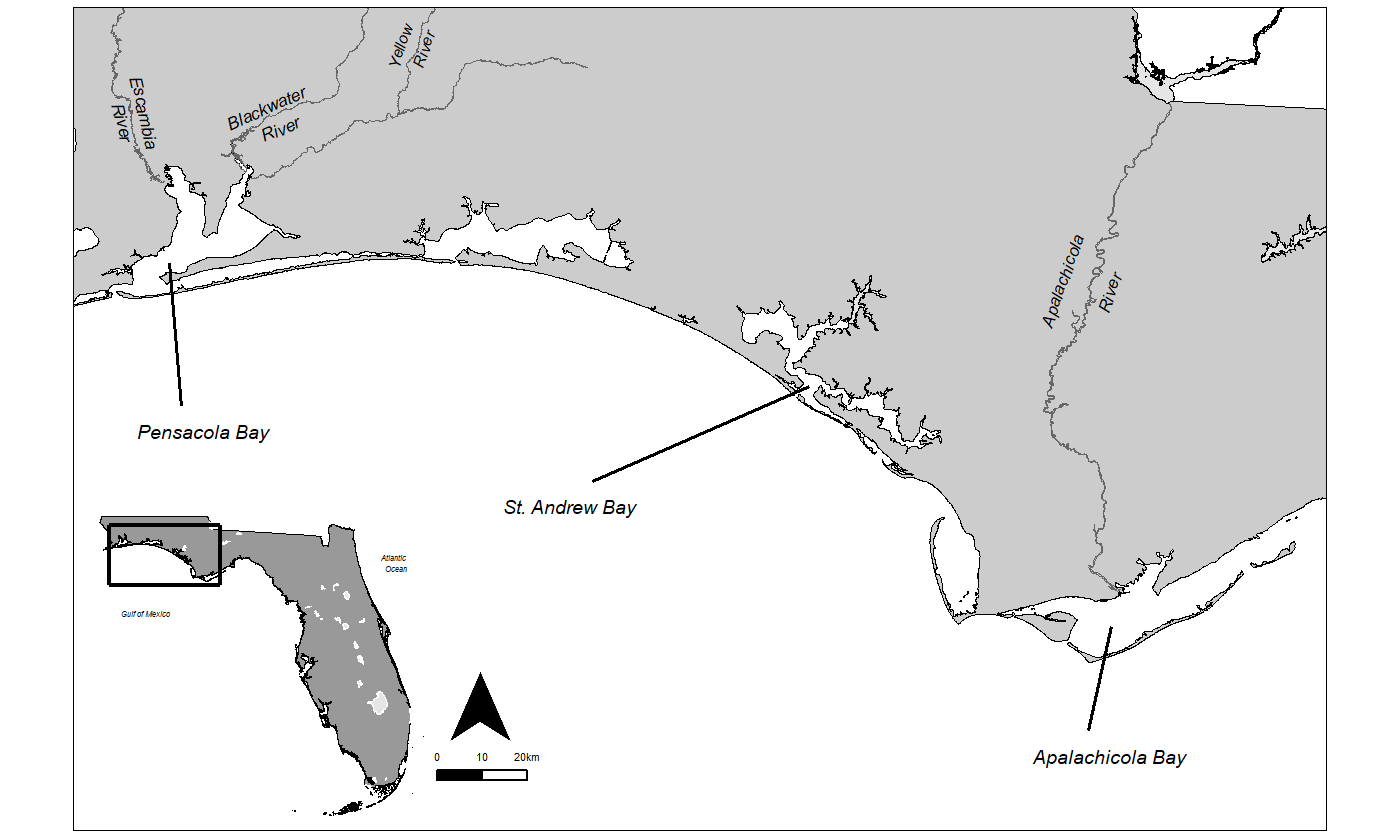 Escambia
River
Blackwater
River
Yellow
River
Apalachicola
River
Pensacola Bay
St. Andrew Bay
Apalachicola Bay
Atlantic
Ocean
Gulf of Mexico
0 10 20km